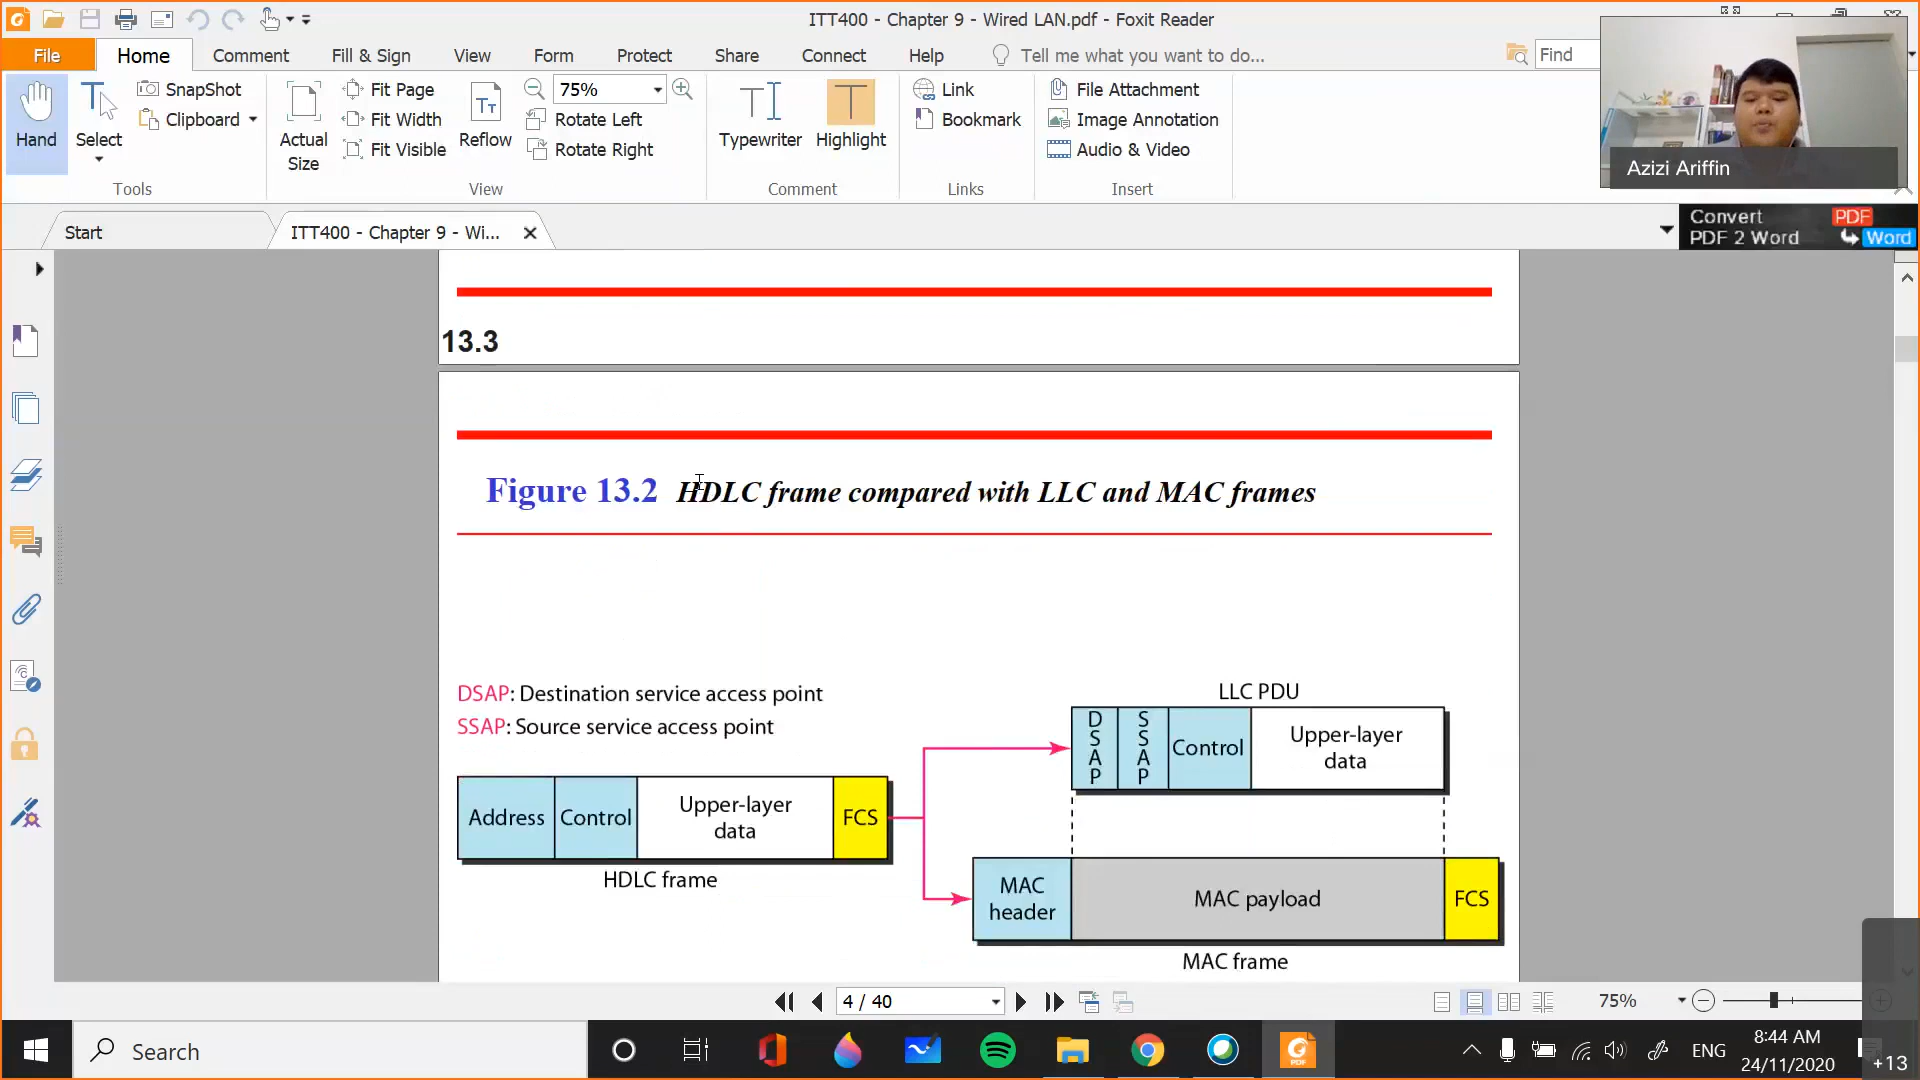 ITT400 - Chapter 9 - Wired LAN.pdf - Foxit Reader
File Home Comment Fill & Sign View Form Protect Share Connect Help Tell me what you want to do... Find
Hand
Select
SnapShot
Clipboard
Tools
Actual
Size
Fit Page
Fit Width
Fit Visible
Reflow
75%
Rotate Left
Rotate Right
View
Typewriter
Highlight
Comment
Link
Bookmark
Links
File Attachment
Image Annotation
Audio & Video
Insert
Azizi Ariffin
Start
ITT400 - Chapter 9 - Wi...
Convert PDF
PDF 2 Word Word
13.3
Figure 13.2 HDLC frame compared with LLC and MAC frames
DSAP: Destination service access point
SSAP: Source service access point
LLC PDU
DSAP SSAP Control Upper-layer
data
Address Control Upper-layer
data FCS
HDLC frame
MAC
header MAC payload FCS
MAC frame
4 / 40
75%
Search
ENG
8:44 AM
24/11/2020
+13